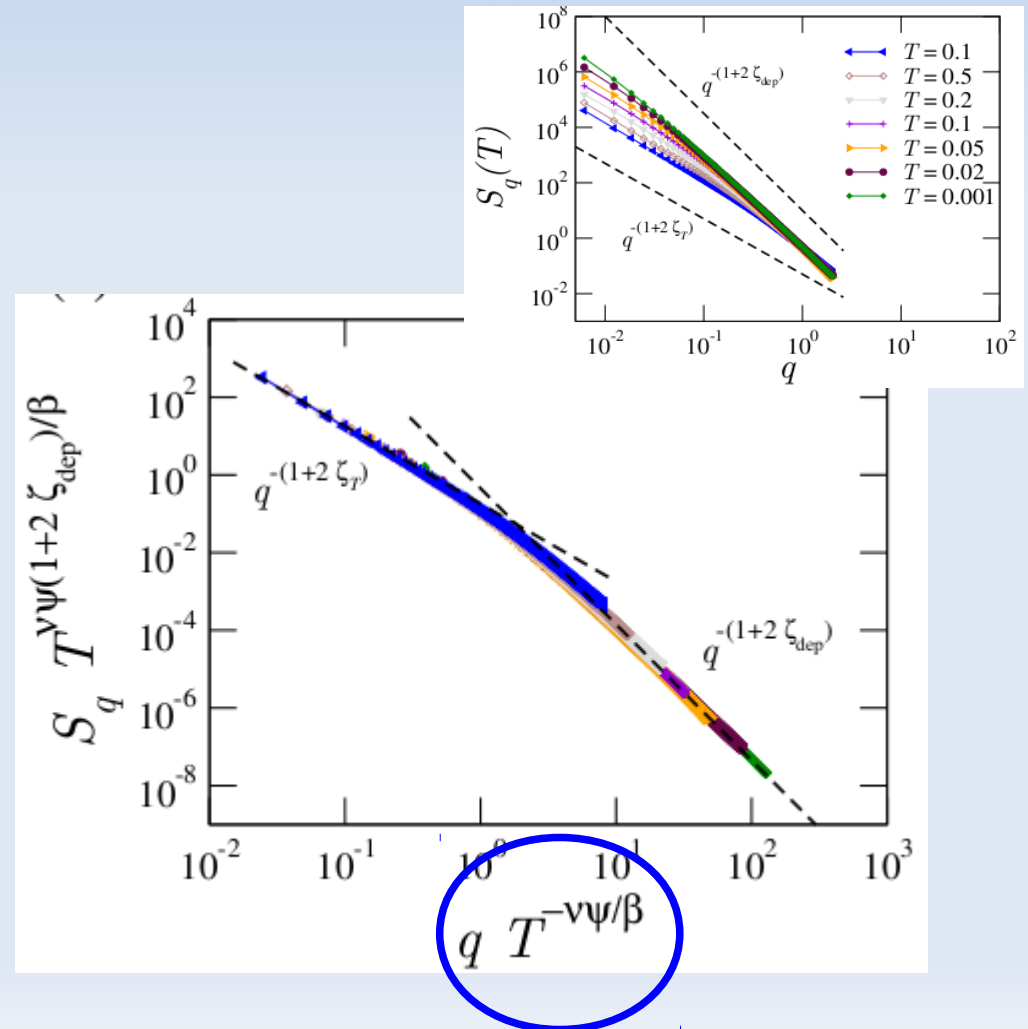 10^8
10^6
10^4
10^2
10^0
10^-2
S_q(T)
q^-(1+2 ζ_dep)
q^-(1+2 ζ_T)
T = 0.1
T = 0.5
T = 0.2
T = 0.1
T = 0.05
T = 0.02
T = 0.001
10^-2 10^-1 10^0 10^1 10^2
q
10^4
10^2
10^0
10^-2
10^-4
10^-6
10^-8
S_q T^νψ(1+2 ζ_dep)/β
q^-(1+2 ζ_T)
q^-(1+2 ζ_dep)
10^-2 10^-1 10^0 10^1 10^2 10^3
q T^−νψ/β